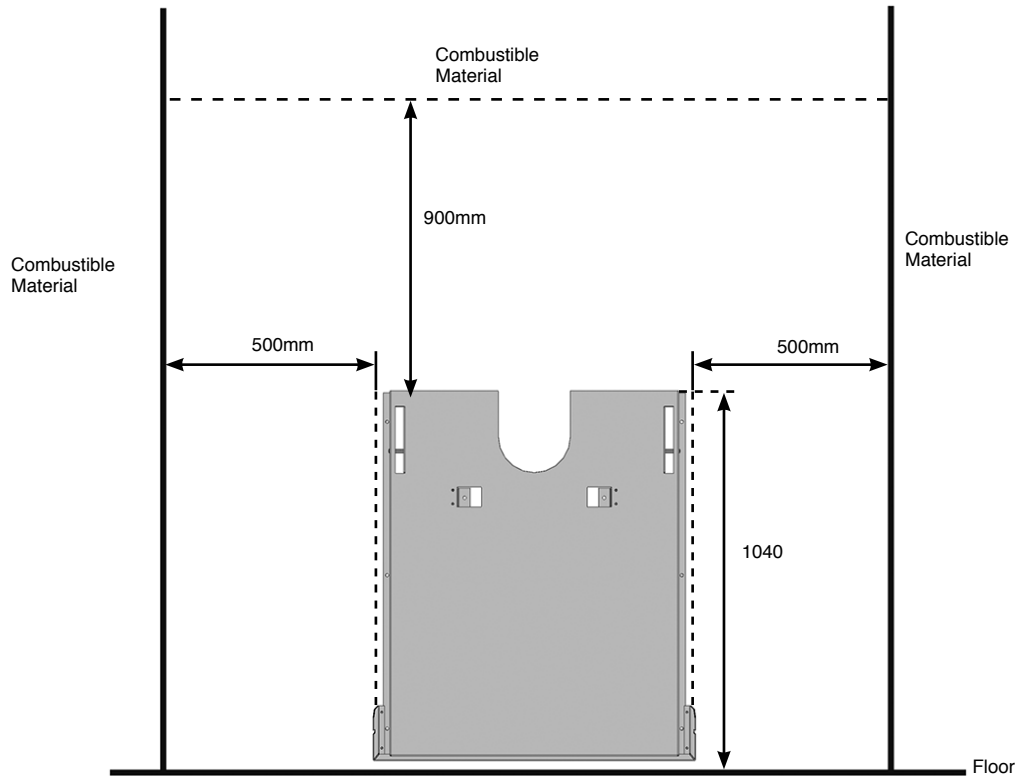 Combustible
Material
900mm
Combustible
Material
Combustible
Material
500mm
500mm
1040
Floor